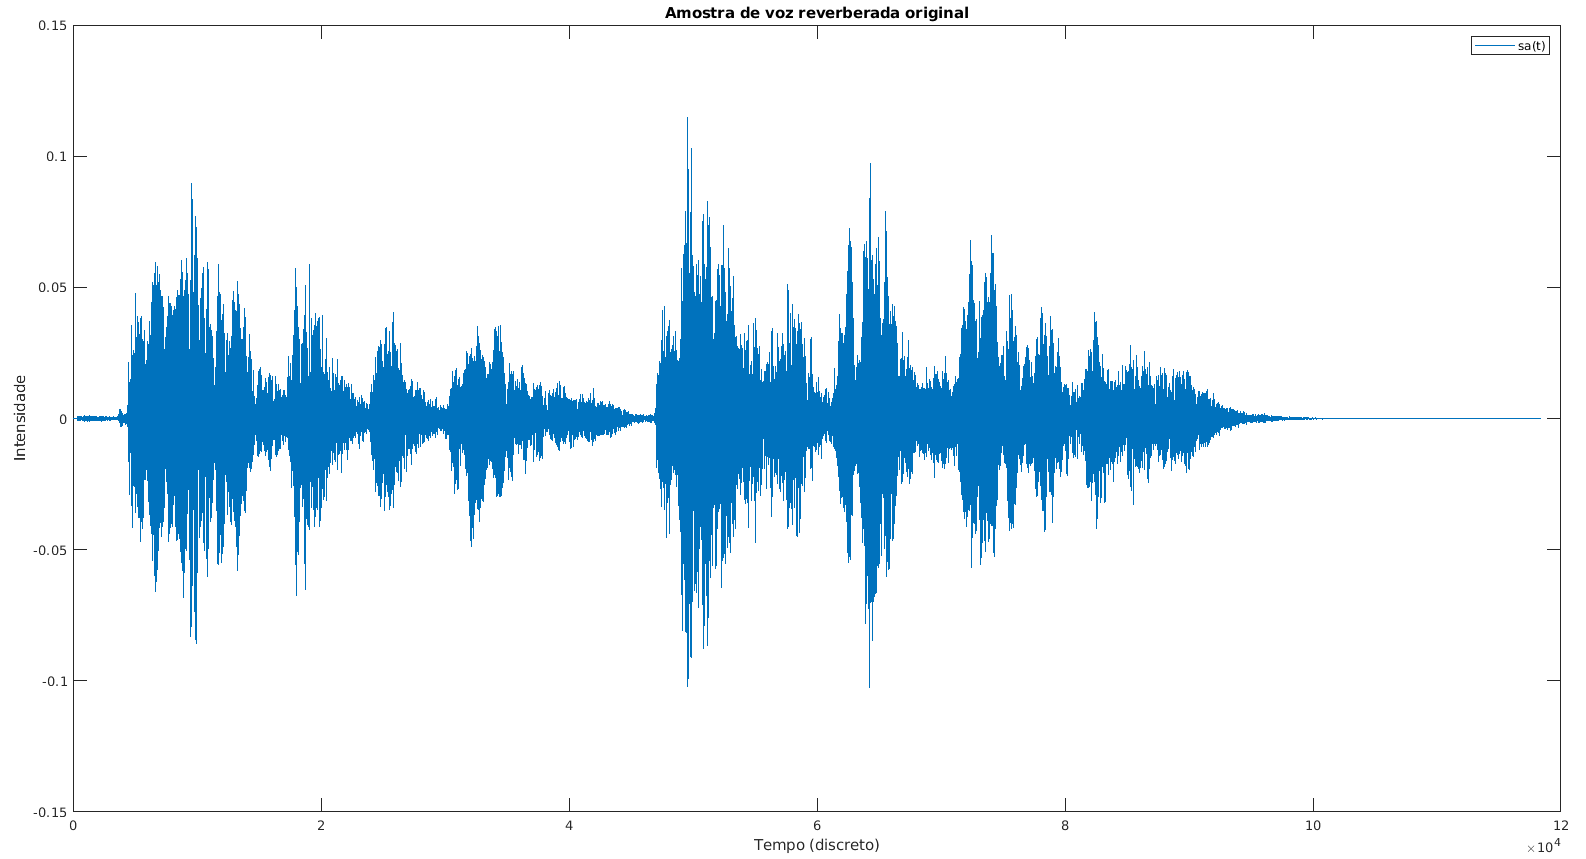 Amostra de voz reverberada original
sa(t)
Intensidade
0.15
0.1
0.05
0
-0.05
-0.1
-0.15
0 2 4 6 8 10 12
Tempo (discreto)
×10⁴